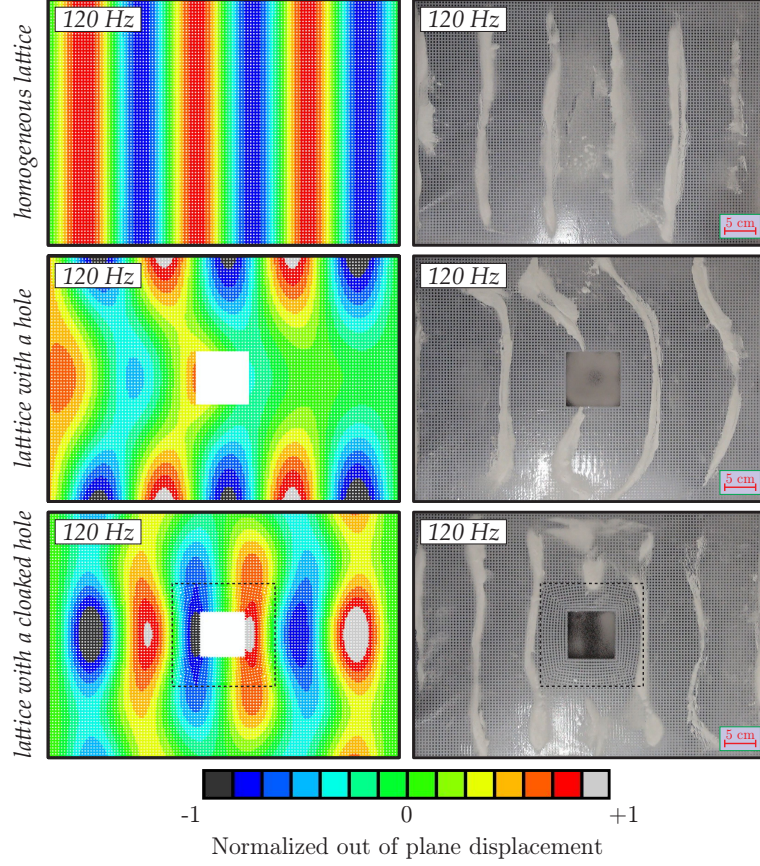 homogeneous lattice
120 Hz
120 Hz
5 cm
latttice with a hole
120 Hz
120 Hz
5 cm
lattice with a cloaked hole
120 Hz
120 Hz
5 cm
-1
0
+1
Normalized out of plane displacement